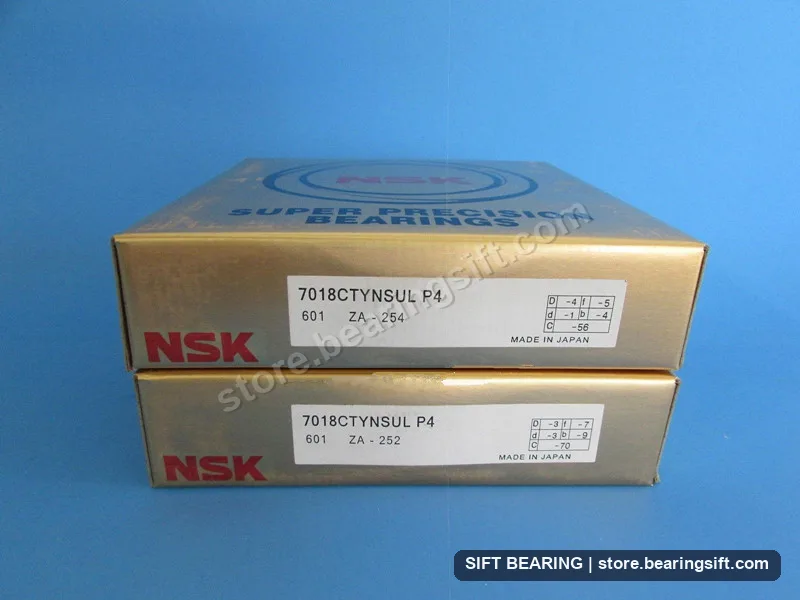 NSK
SUPER PRECISION
BEARINGS
7018CTYNSUL P4
601 ZA - 254
D -4 f -5
d -1 b -4
C -56
MADE IN JAPAN
NSK
store.bearingsift.com
7018CTYNSUL P4
601 ZA - 252
D -3 f -7
d -3 b -9
C -70
MADE IN JAPAN
NSK
SIFT BEARING | store.bearingsift.com